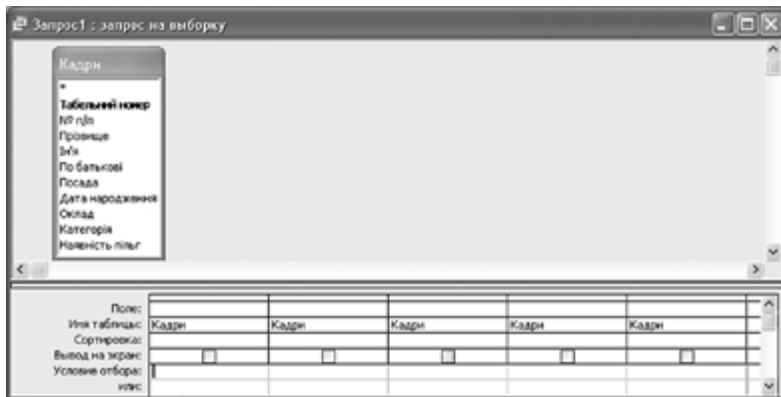 Запрос1 : запрос на выборку
Кадри
*
Табельний номер
№ п/п
Прізвище
Ім'я
По батькові
Посада
Дата народження
Оклад
Категорія
Наявність пільг
Поле:
Имя таблицы: Кадри Кадри Кадри Кадри Кадри
Сортировка:
Вывод на экран:
Условие отбора:
или: